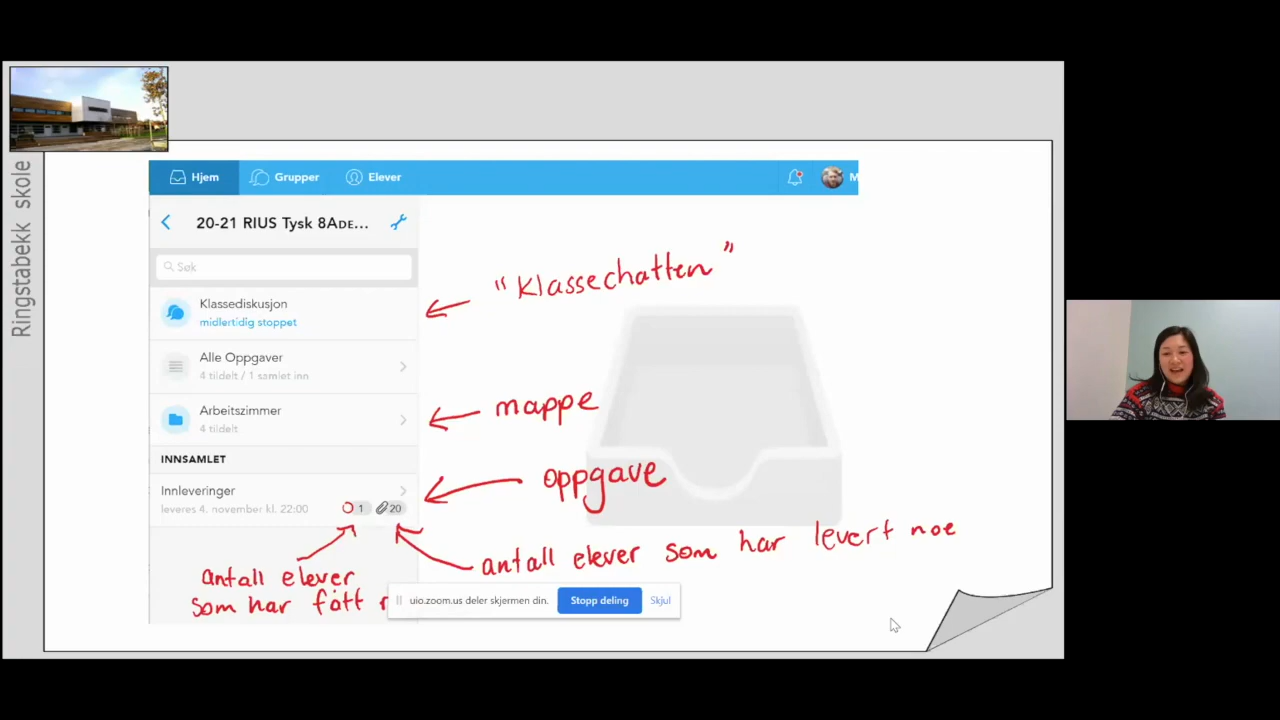 Ringstabekk skole
Hjem Grupper Elever
20-21 RIUS Tysk 8ADE...
Søk
Klassediskusjon
midlertidig stoppet
"Klassechatten"
Alle Oppgaver
4 tildelt / 1 samlet inn
Arbeitszimmer
4 tildelt
mappe
INNSAMLET
Innleveringer
leveres 4. november kl. 22:00
1 20
oppgave
antall elever som har levert noe
antall elever
som har fått
uio.zoom.us deler skjermen din. Stopp deling Skjul